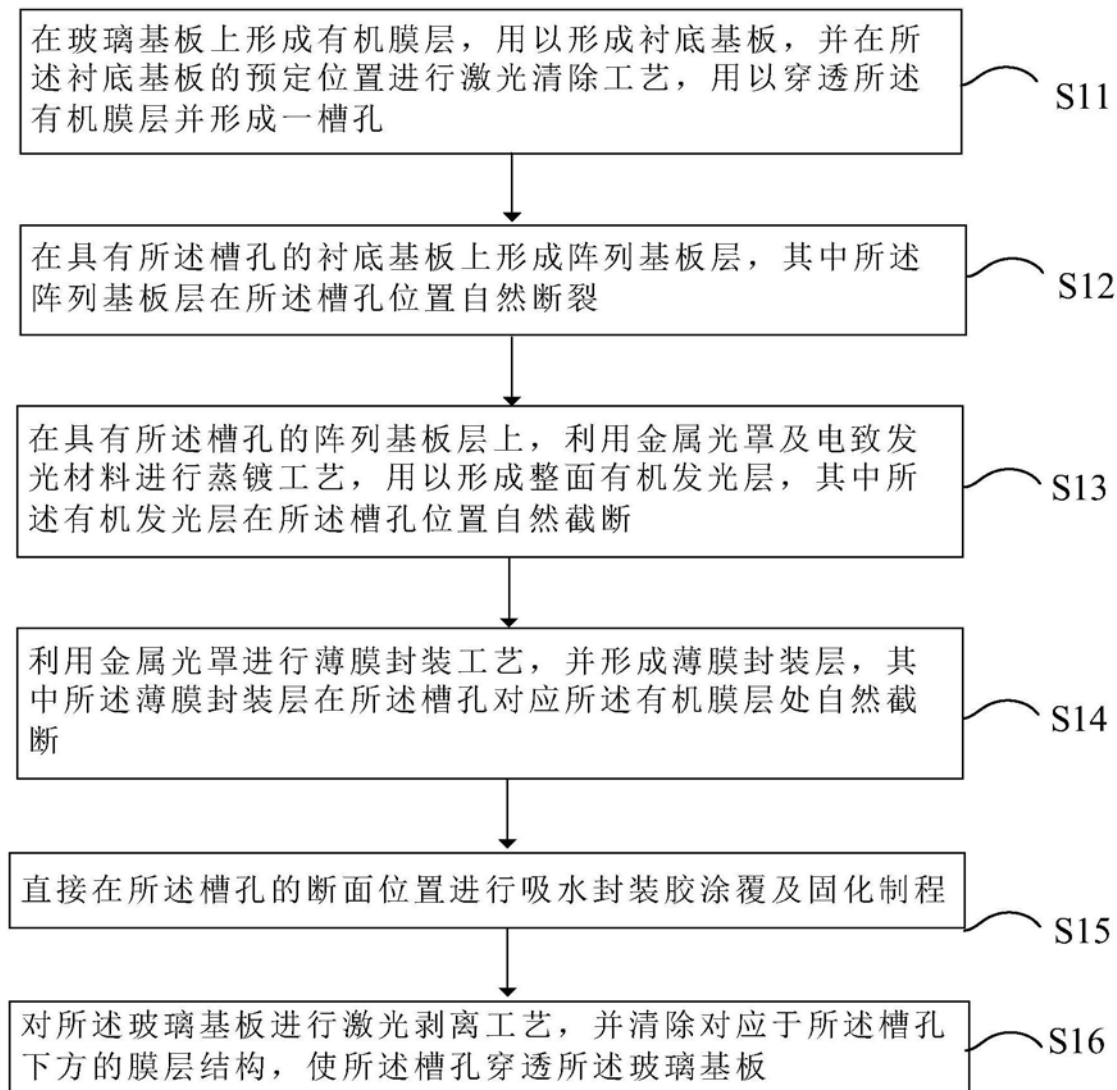 在玻璃基板上形成有机膜层，用以形成衬底基板，并在所
述衬底基板的预定位置进行激光清除工艺，用以穿透所述
有机膜层并形成一槽孔
S11
在具有所述槽孔的衬底基板上形成阵列基板层，其中所述
阵列基板层在所述槽孔位置自然断裂
S12
在具有所述槽孔的阵列基板层上，利用金属光罩及电致发
光材料进行蒸镀工艺，用以形成整面有机发光层，其中所
述有机发光层在所述槽孔位置自然截断
S13
利用金属光罩进行薄膜封装工艺，并形成薄膜封装层，其
中所述薄膜封装层在所述槽孔对应所述有机膜层处自然截
断
S14
直接在所述槽孔的断面位置进行吸水封装胶涂覆及固化制程
S15
对所述玻璃基板进行激光剥离工艺，并清除对应于所述槽孔
下方的膜层结构，使所述槽孔穿透所述玻璃基板
S16